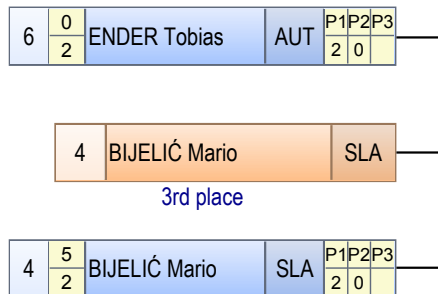 6 0 2 ENDER Tobias AUT P1 P2 P3 2 0
4 BIJELIĆ Mario SLA
3rd place
4 5 2 BIJELIĆ Mario SLA P1 P2 P3 2 0